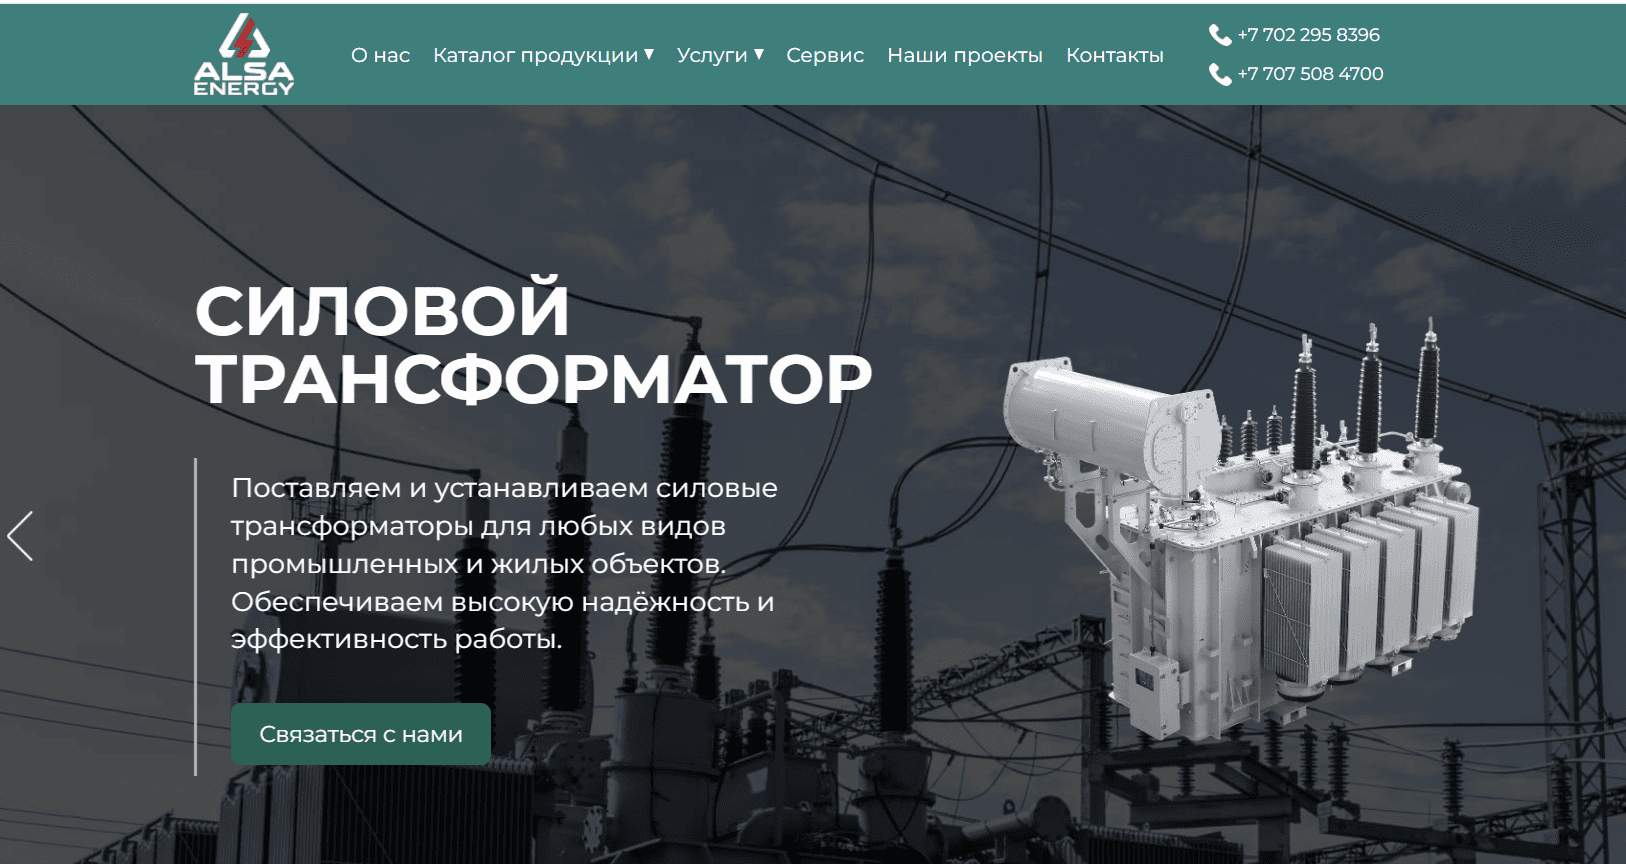 ALSA
ENERGY
О нас Каталог продукции ▼ Услуги ▼ Сервис Наши проекты Контакты
+7 702 295 8396
+7 707 508 4700
СИЛОВОЙ
ТРАНСФОРМАТОР
Поставляем и устанавливаем силовые
трансформаторы для любых видов
промышленных и жилых объектов.
Обеспечиваем высокую надёжность и
эффективность работы.
Связаться с нами